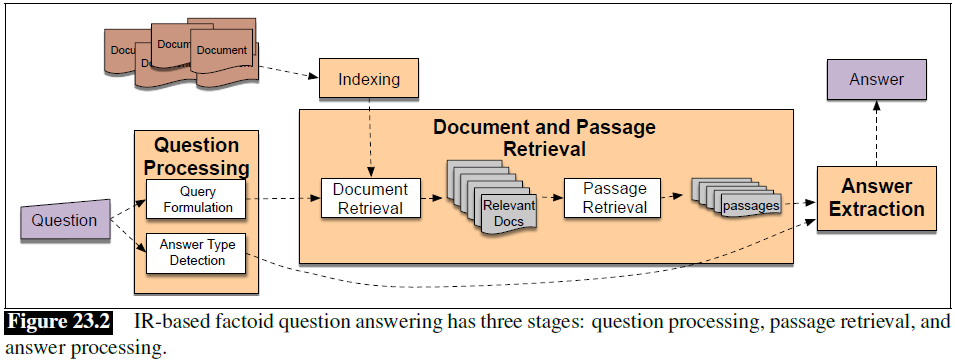 Document
Docum
Docu
D
Do
Indexing
Answer
Document and Passage
Retrieval
Question
Processing
Query
Formulation
Document
Retrieval
Relevant
Docs
Passage
Retrieval
passages
Answer
Extraction
Question
Answer Type
Detection
Figure 23.2 IR-based factoid question answering has three stages: question processing, passage retrieval, and
answer processing.